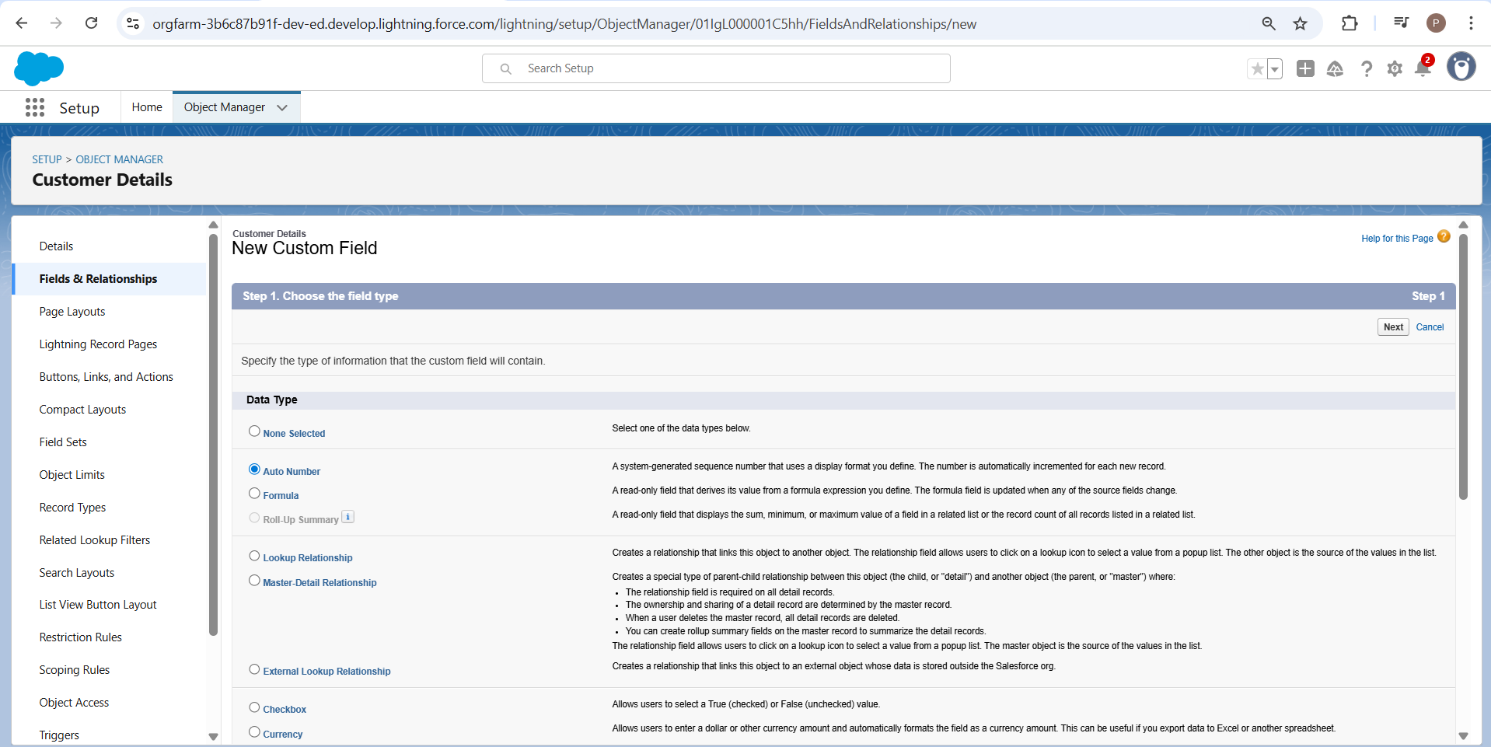 orgfarm-3b6c87b91f-dev-ed.develop.lightning.force.com/lightning/setup/ObjectManager/01IgL000001C5hh/FieldsAndRelationships/new
P
Search Setup
2
Setup
Home
Object Manager
SETUP > OBJECT MANAGER
Customer Details
Details
Fields & Relationships
Page Layouts
Lightning Record Pages
Buttons, Links, and Actions
Compact Layouts
Field Sets
Object Limits
Record Types
Related Lookup Filters
Search Layouts
List View Button Layout
Restriction Rules
Scoping Rules
Object Access
Triggers
Customer Details
New Custom Field
Help for this Page ?
Step 1. Choose the field type Step 1
Next Cancel
Specify the type of information that the custom field will contain.
Data Type
None Selected Select one of the data types below.
Auto Number A system-generated sequence number that uses a display format you define. The number is automatically incremented for each new record.
Formula A read-only field that derives its value from a formula expression you define. The formula field is updated when any of the source fields change.
Roll-Up Summary i A read-only field that displays the sum, minimum, or maximum value of a field in a related list or the record count of all records listed in a related list.
Lookup Relationship Creates a relationship that links this object to another object. The relationship field allows users to click on a lookup icon to select a value from a popup list. The other object is the source of the values in the list.
Master-Detail Relationship Creates a special type of parent-child relationship between this object (the child, or "detail") and another object (the parent, or "master") where:
• The relationship field is required on all detail records.
• The ownership and sharing of a detail record are determined by the master record.
• When a user deletes the master record, all detail records are deleted.
• You can create rollup summary fields on the master record to summarize the detail records.
The relationship field allows users to click on a lookup icon to select a value from a popup list. The master object is the source of the values in the list.
External Lookup Relationship Creates a relationship that links this object to an external object whose data is stored outside the Salesforce org.
Checkbox Allows users to select a True (checked) or False (unchecked) value.
Currency Allows users to enter a dollar or other currency amount and automatically formats the field as a currency amount. This can be useful if you export data to Excel or another spreadsheet.